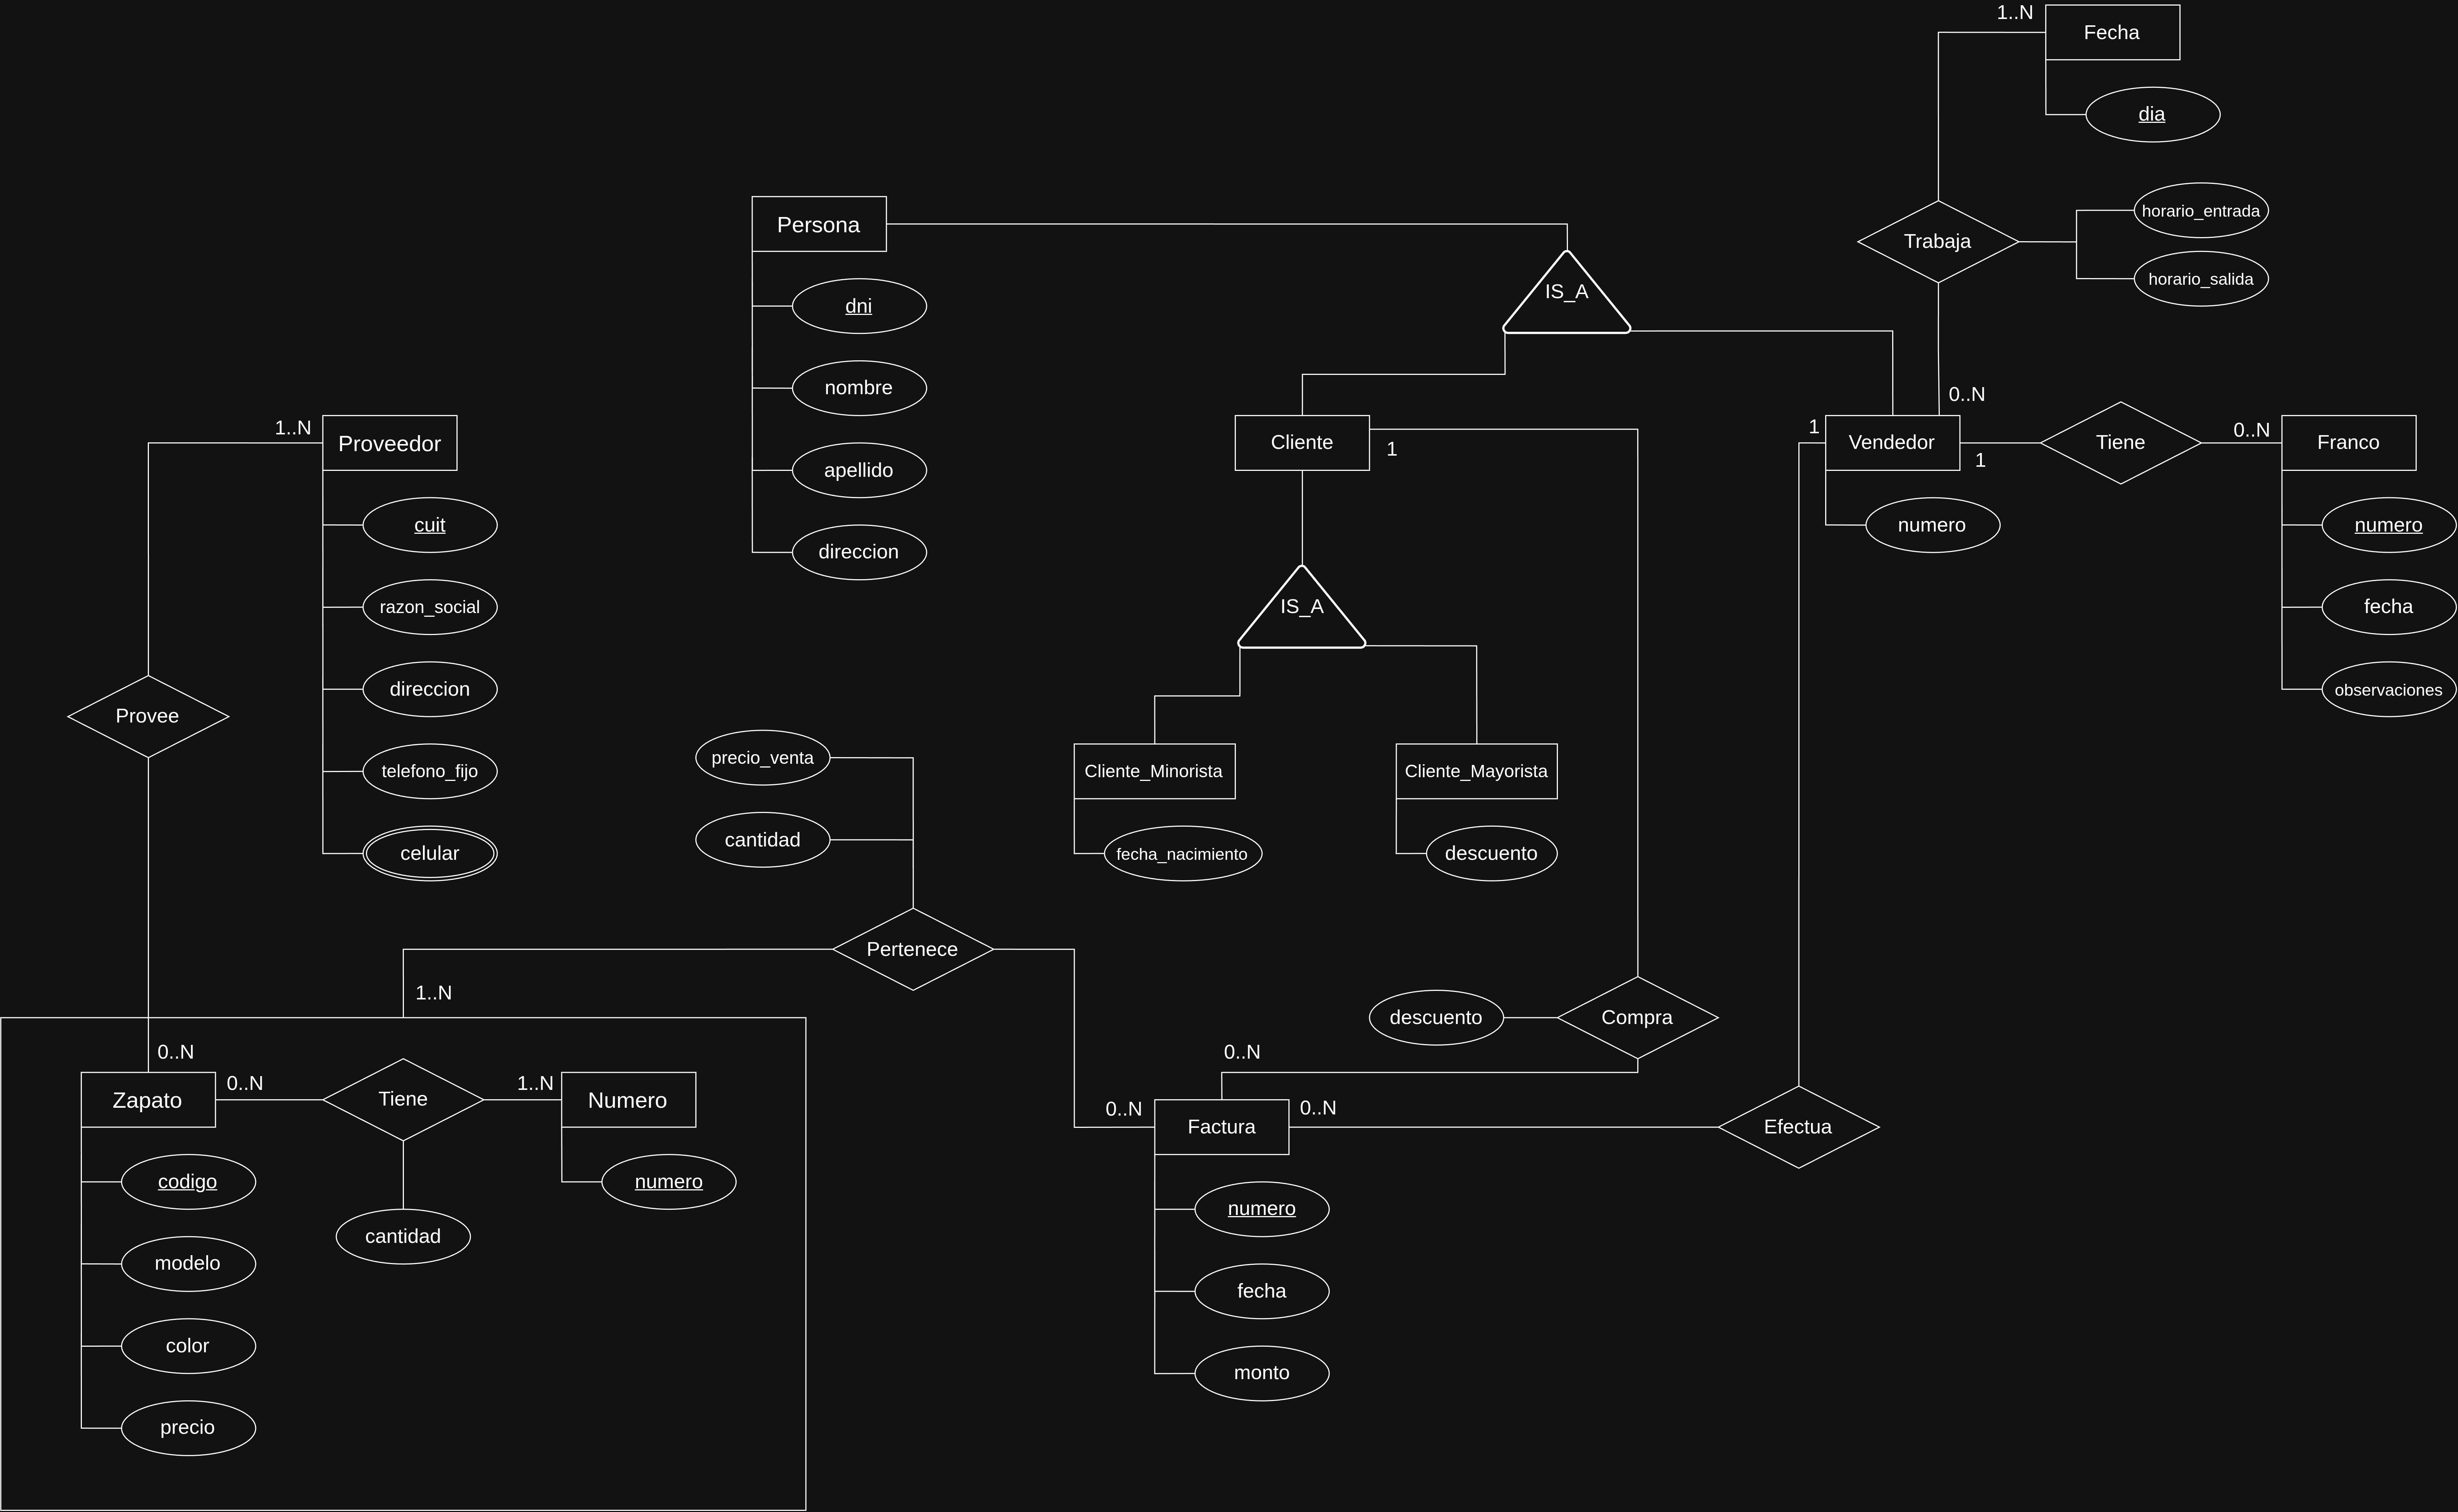 1..N
Fecha
dia
horario_entrada
Trabaja
horario_salida
Persona
dni
nombre
apellido
direccion
IS_A
1..N
Proveedor
cuit
razon_social
direccion
telefono_fijo
celular
Provee
Cliente
1
IS_A
Cliente_Minorista
fecha_nacimiento
Cliente_Mayorista
descuento
0..N
1
Vendedor
numero
1
Tiene
0..N
Franco
numero
fecha
observaciones
precio_venta
cantidad
Pertenece
1..N
0..N
Zapato
codigo
modelo
color
precio
0..N
Tiene
cantidad
1..N
Numero
numero
descuento
Compra
0..N
0..N
Factura
0..N
Efectua
numero
fecha
monto